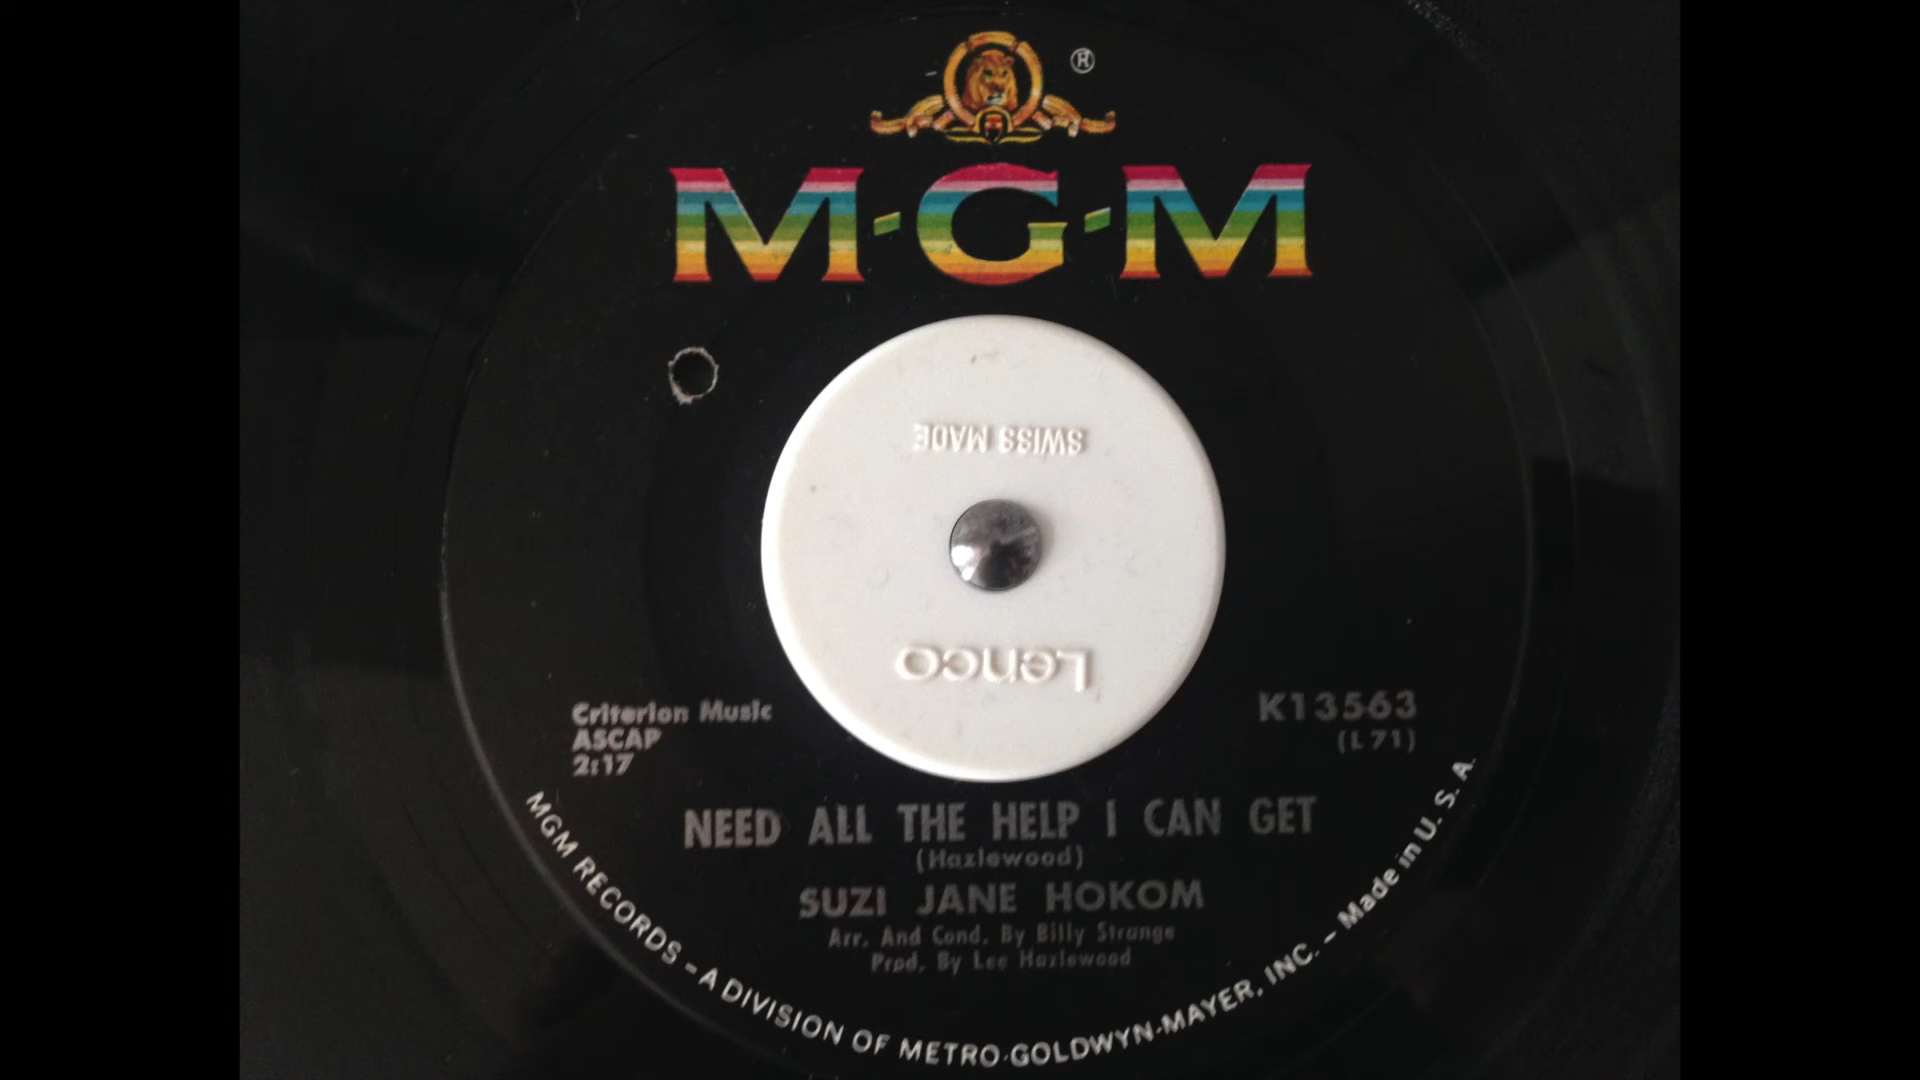 ®
M-G-M
SWISS MADE
Lenco
Criterion Music
ASCAP
2:17
K13563
(L 71)
NEED ALL THE HELP I CAN GET
(Hazlewood)
SUZI JANE HOKOM
Arr. And Cond. By Billy Strange
Prod. By Lee Hazlewood
MGM RECORDS - A DIVISION OF METRO-GOLDWYN-MAYER, INC. - Made in U. S. A.